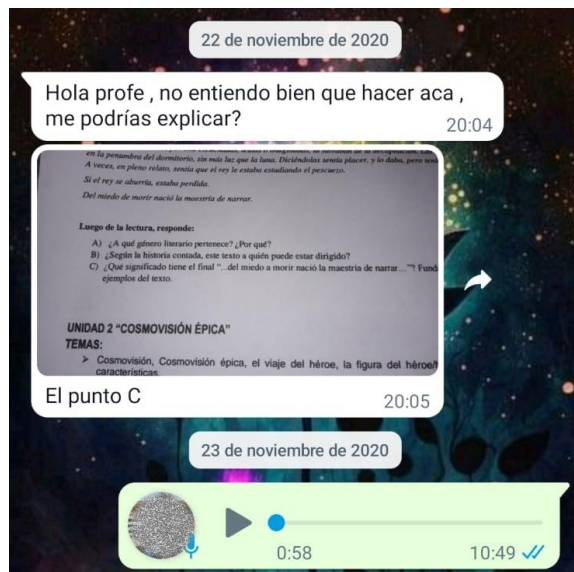 22 de noviembre de 2020
Hola profe , no entiendo bien que hacer aca ,
me podrías explicar?
20:04
en la penumbra del dormitorio, sin más luz que la luna. Diciéndolas sentía placer, y lo daba, pero
A veces, en pleno relato, sentía que el rey le estaba estudiando el pescuezo.
Si el rey se aburría, estaba perdida.
Del miedo de morir nació la maestría de narrar.
Luego de la lectura, responde:
A) ¿A qué género literario pertenece? ¿Por qué?
B) ¿Según la historia contada, este texto a quién puede estar dirigido?
C) ¿Qué significado tiene el final "...del miedo a morir nació la maestría de narrar..."? Fund
ejemplos del texto.
UNIDAD 2 “COSMOVISIÓN ÉPICA”
TEMAS:
➤ Cosmovisión, Cosmovisión épica, el viaje del héroe, la figura del héroe/
características
El punto C
20:05
23 de noviembre de 2020
0:58
10:49